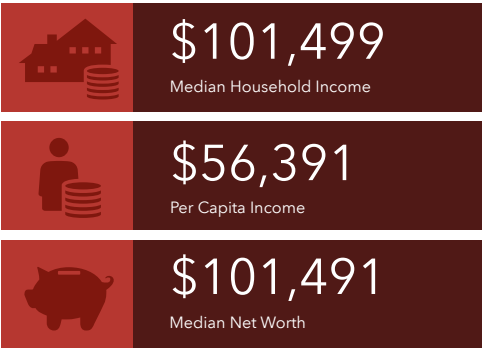 $101,499
Median Household Income
$56,391
Per Capita Income
$101,491
Median Net Worth